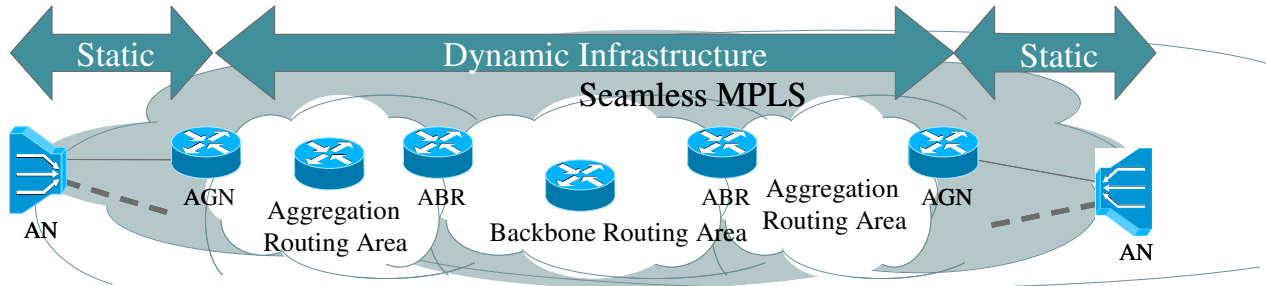 Static
Dynamic Infrastructure
Static
Seamless MPLS
AGN
ABR
ABR
AGN
Aggregation
Routing Area
Backbone Routing Area
Aggregation
Routing Area
AN
AN